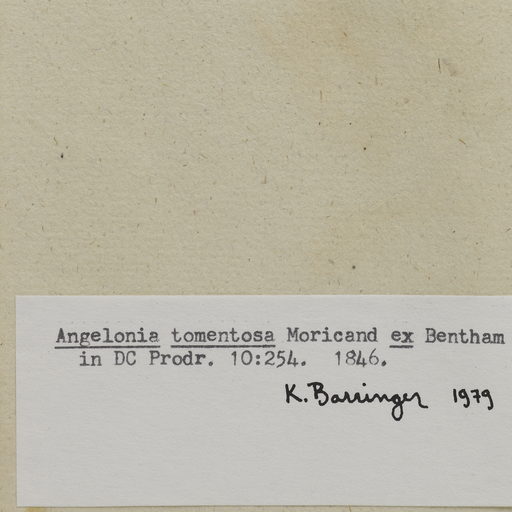 Angelonia tomentosa Moricand ex Bentham
in DC Prodr. 10:254. 1846.
K. Barringer 1979